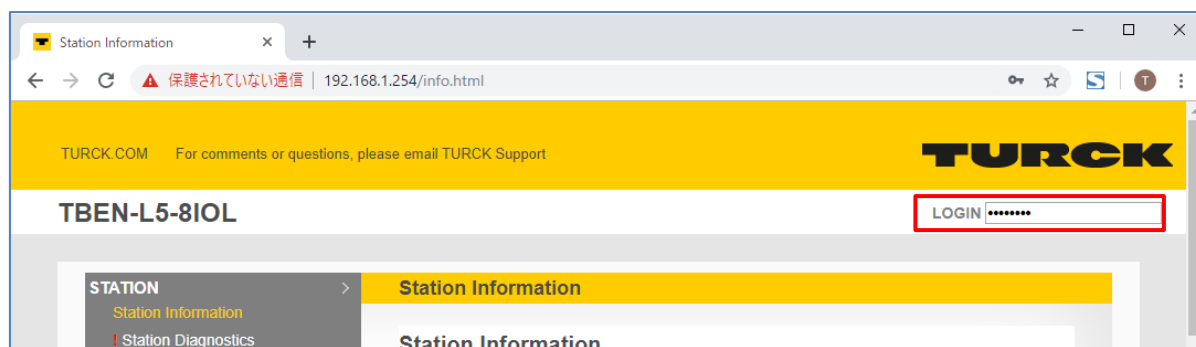 Station Information
保護されていない通信 | 192.168.1.254/info.html
S
T
TURCK.COM For comments or questions, please email TURCK Support
TURCK
TBEN-L5-8IOL
LOGIN ••••••••
STATION
Station Information
Station Information
! Station Diagnostics
Station Information